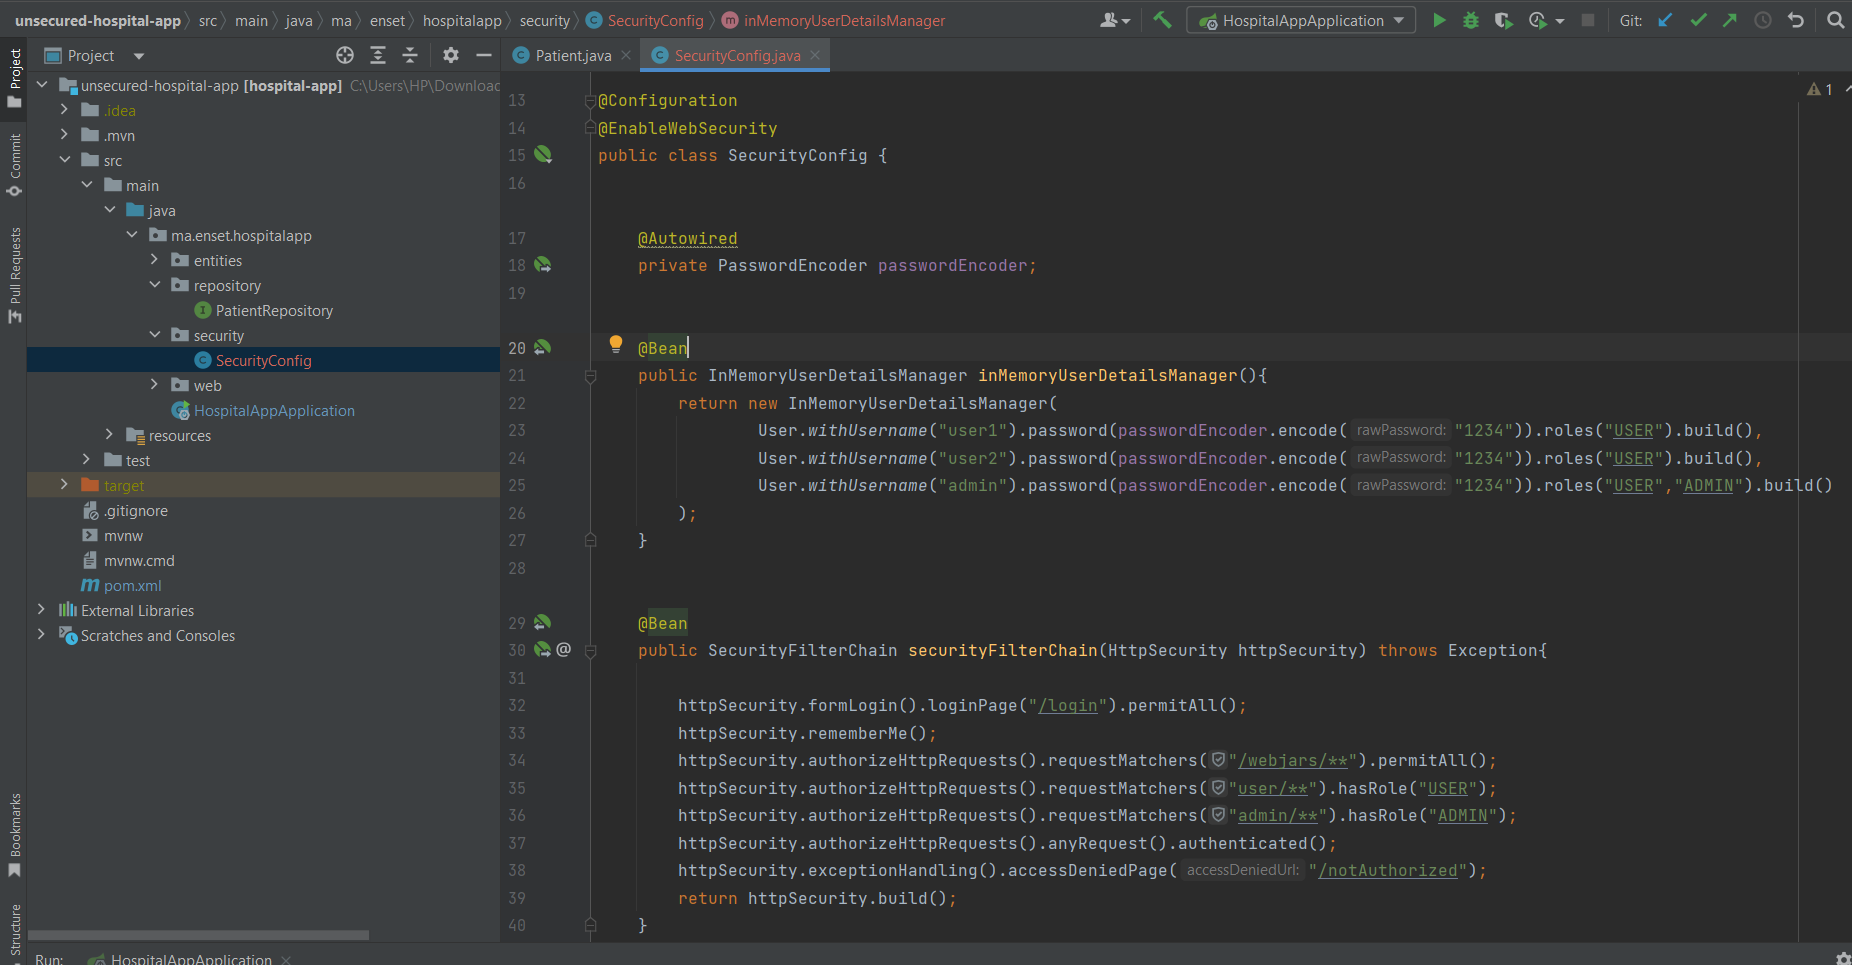 unsecured-hospital-app src main java ma enset hospitalapp security SecurityConfig inMemoryUserDetailsManager HospitalAppApplication Git:
Project
Patient.java SecurityConfig.java
unsecured-hospital-app [hospital-app] C:\Users\HP\Downloac
.idea
.mvn
src
main
java
ma.enset.hospitalapp
entities
repository
PatientRepository
security
SecurityConfig
web
HospitalAppApplication
resources
test
target
.gitignore
mvnw
mvnw.cmd
pom.xml
External Libraries
Scratches and Consoles
Project
Commit
Pull Requests
Bookmarks
Structure
1
13 @Configuration
14 @EnableWebSecurity
15 public class SecurityConfig {
16
17 @Autowired
18 private PasswordEncoder passwordEncoder;
19
20 @Bean
21 public InMemoryUserDetailsManager inMemoryUserDetailsManager(){
22 return new InMemoryUserDetailsManager(
23 User.withUsername("user1").password(passwordEncoder.encode( rawPassword: "1234")).roles("USER").build(),
24 User.withUsername("user2").password(passwordEncoder.encode( rawPassword: "1234")).roles("USER").build(),
25 User.withUsername("admin").password(passwordEncoder.encode( rawPassword: "1234")).roles("USER","ADMIN").build()
26 );
27 }
28
29 @Bean
30 @ public SecurityFilterChain securityFilterChain(HttpSecurity httpSecurity) throws Exception{
31
32 httpSecurity.formLogin().loginPage("/login").permitAll();
33 httpSecurity.rememberMe();
34 httpSecurity.authorizeHttpRequests().requestMatchers("/webjars/**").permitAll();
35 httpSecurity.authorizeHttpRequests().requestMatchers("user/**").hasRole("USER");
36 httpSecurity.authorizeHttpRequests().requestMatchers("admin/**").hasRole("ADMIN");
37 httpSecurity.authorizeHttpRequests().anyRequest().authenticated();
38 httpSecurity.exceptionHandling().accessDeniedPage( accessDeniedUrl: "/notAuthorized");
39 return httpSecurity.build();
40 }
Run: HospitalAppApplication